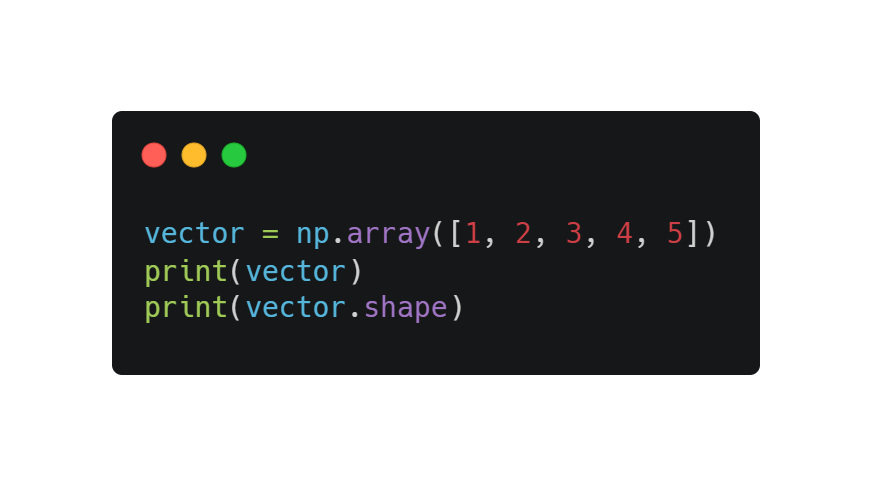 vector = np.array([1, 2, 3, 4, 5])
print(vector)
print(vector.shape)